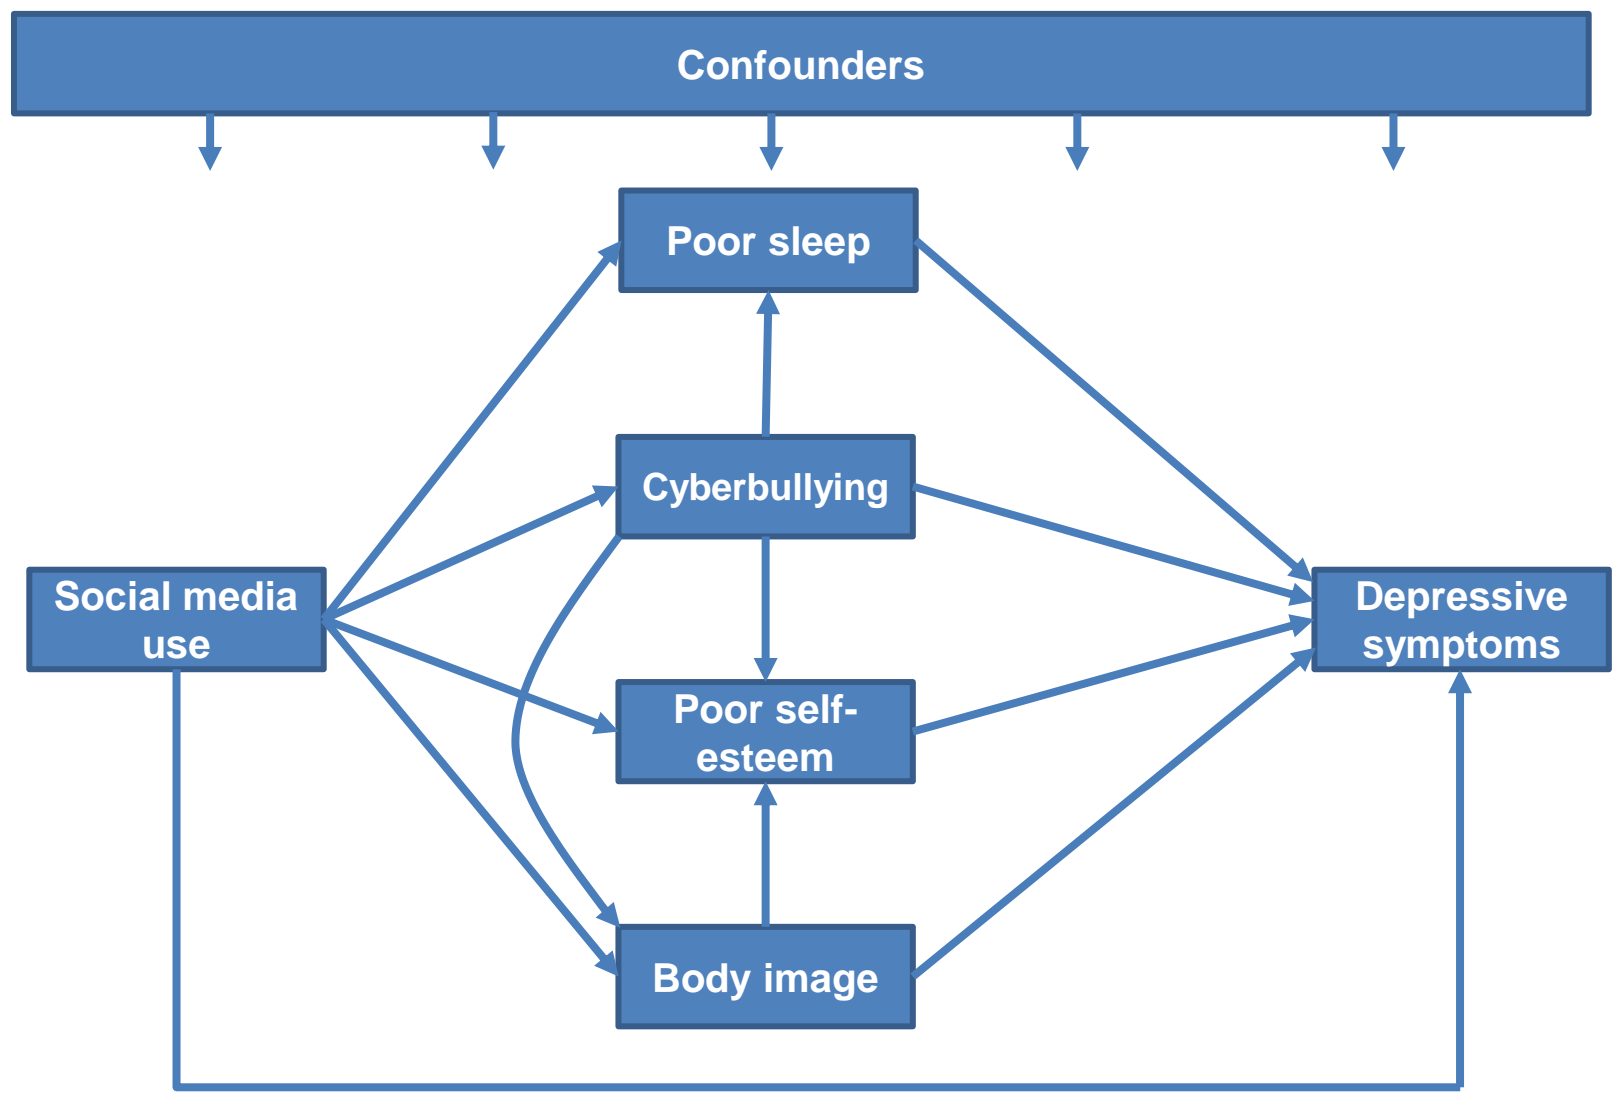 Confounders
Poor sleep
Cyberbullying
Social media
use
Depressive
symptoms
Poor self-
esteem
Body image